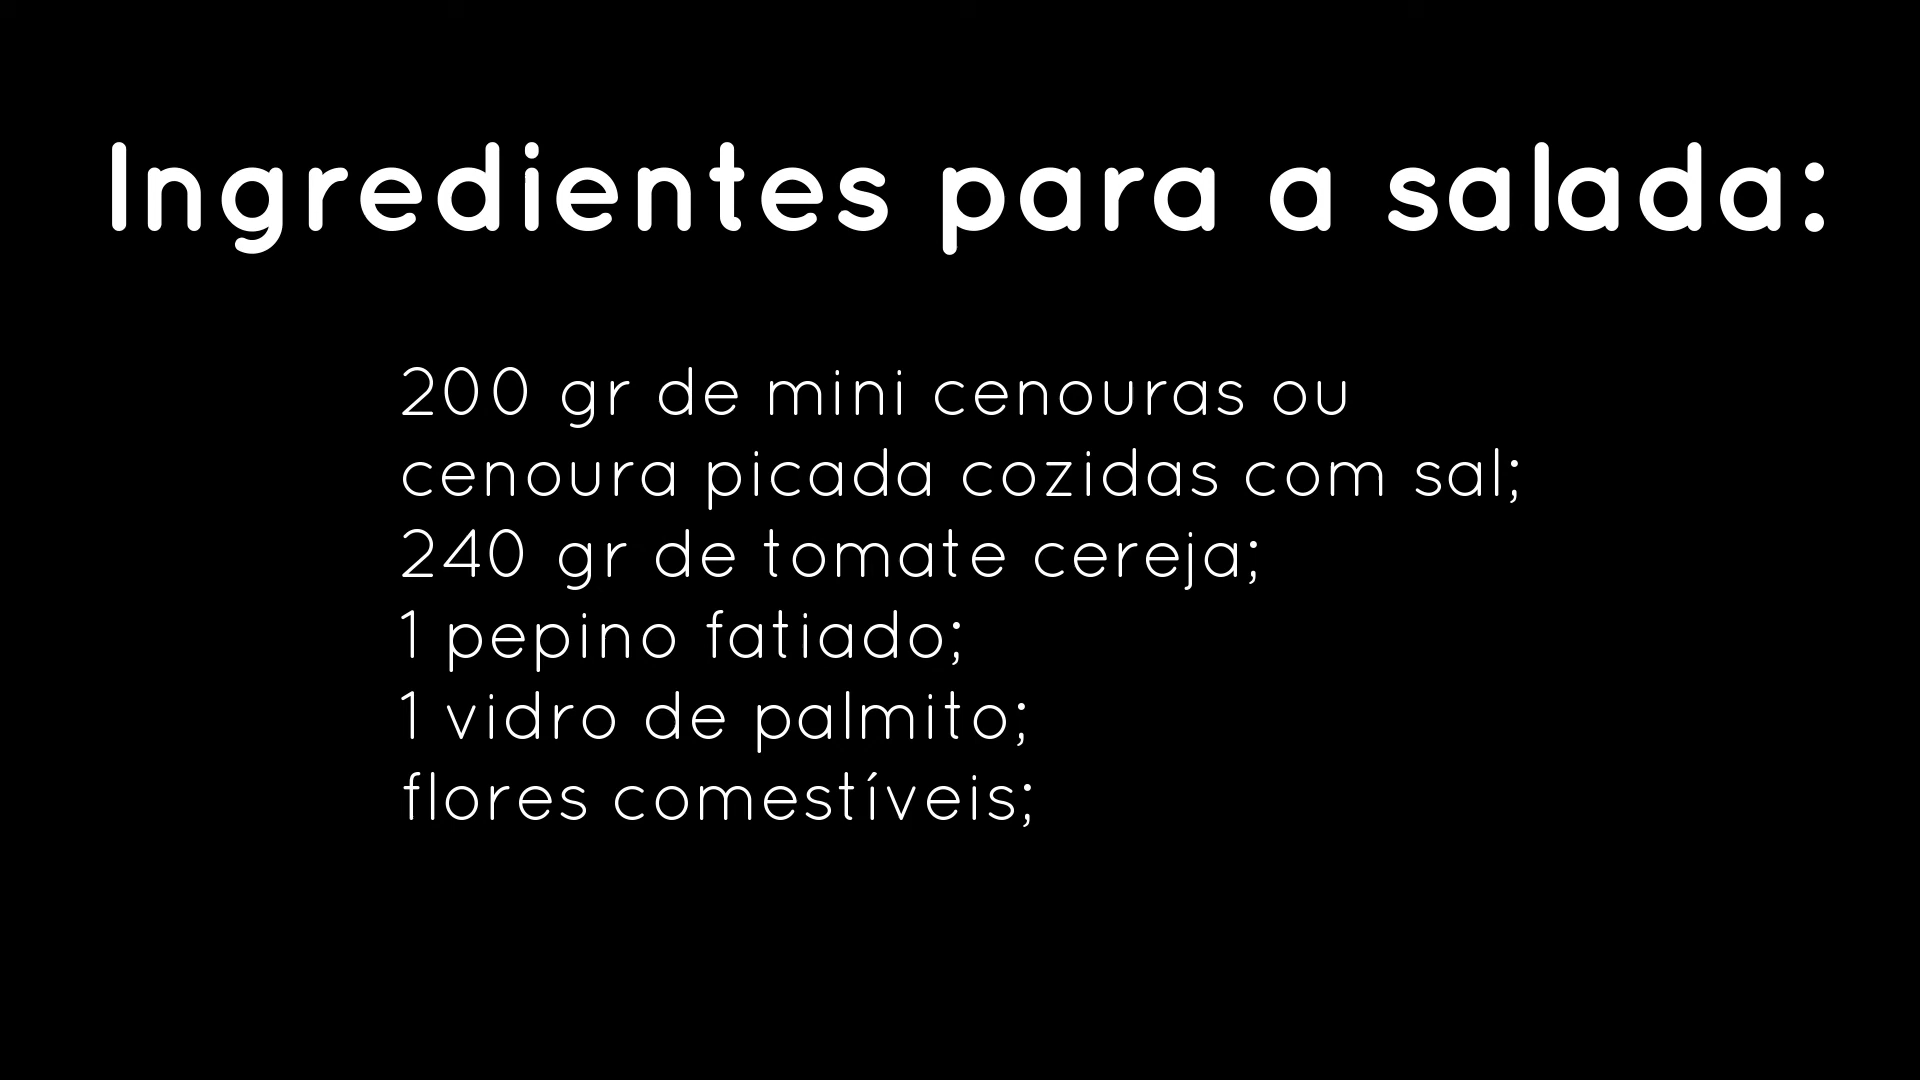 Ingredientes para a salada:
200 gr de mini cenouras ou
cenoura picada cozidas com sal;
240 gr de tomate cereja;
1 pepino fatiado;
1 vidro de palmito;
flores comestíveis;